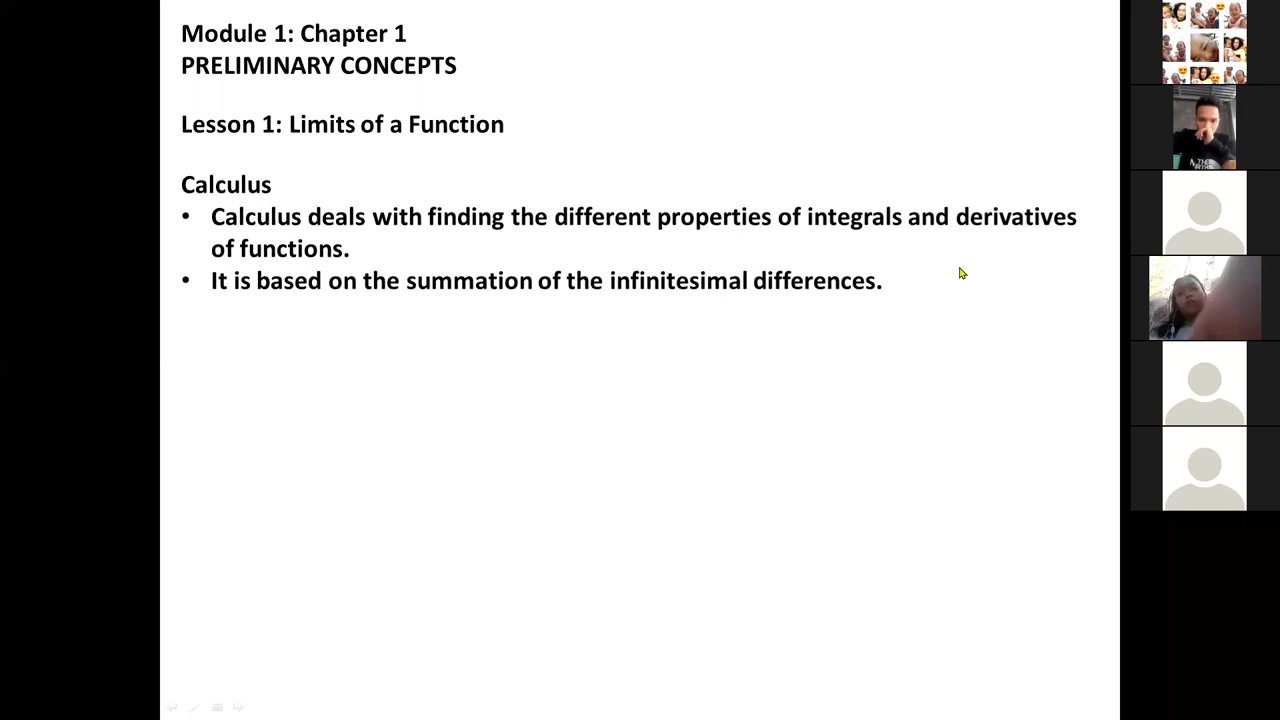 Module 1: Chapter 1
PRELIMINARY CONCEPTS
Lesson 1: Limits of a Function
Calculus
• Calculus deals with finding the different properties of integrals and derivatives
of functions.
• It is based on the summation of the infinitesimal differences.
THE